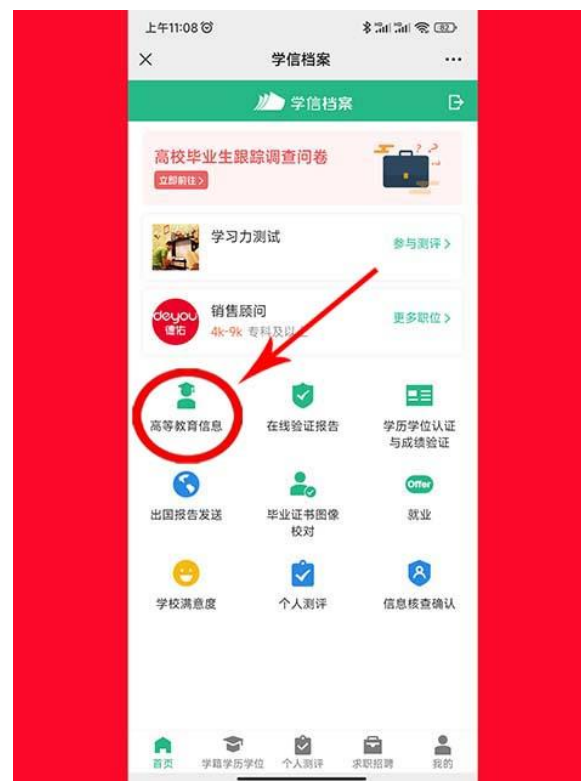 上午11:08
82
学信档案
学信档案
高校毕业生跟踪调查问卷
立即前往>
学习力测试
参与测评>
deyou
德佑
销售顾问
4k-9k 专科及以上
更多职位>
高等教育信息
在线验证报告
学历学位认证
与成绩验证
出国报告发送
毕业证书图像
校对
Offer
就业
学校满意度
个人测评
信息核查确认
首页
学籍学历学位
个人测评
求职招聘
我的